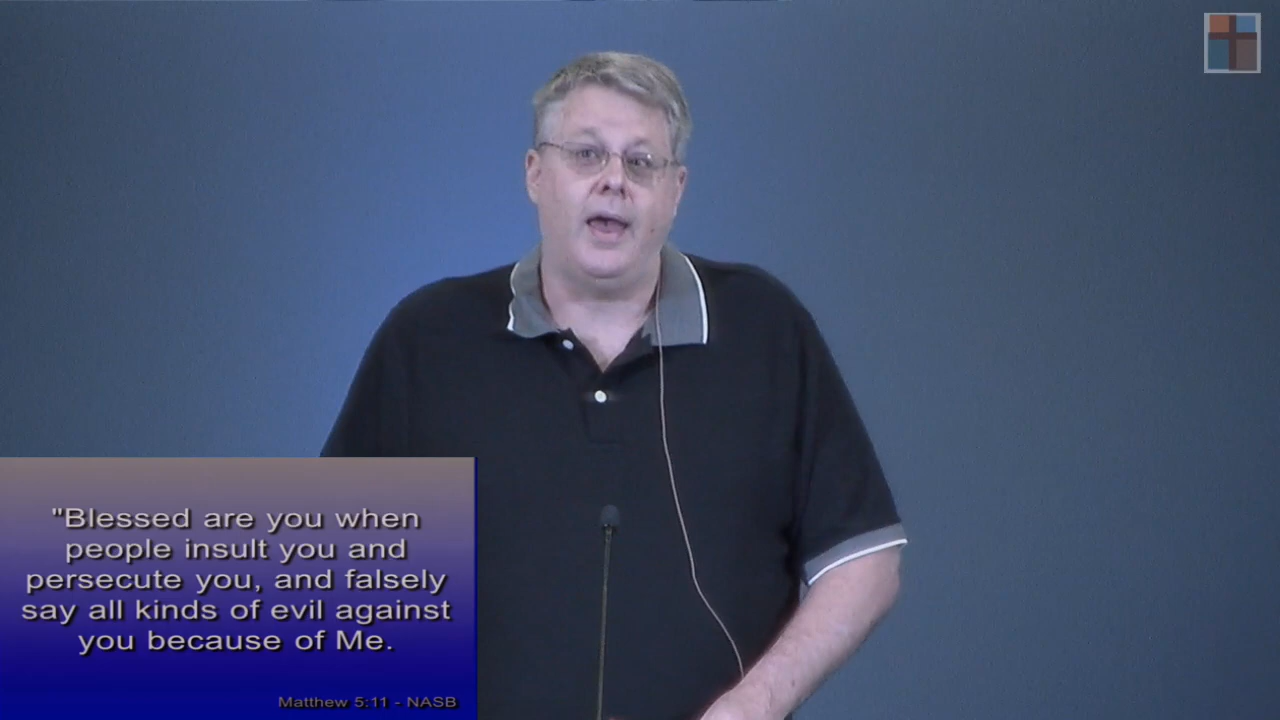 "Blessed are you when
people insult you and
persecute you, and falsely
say all kinds of evil against
you because of Me.
Matthew 5:11 - NASB